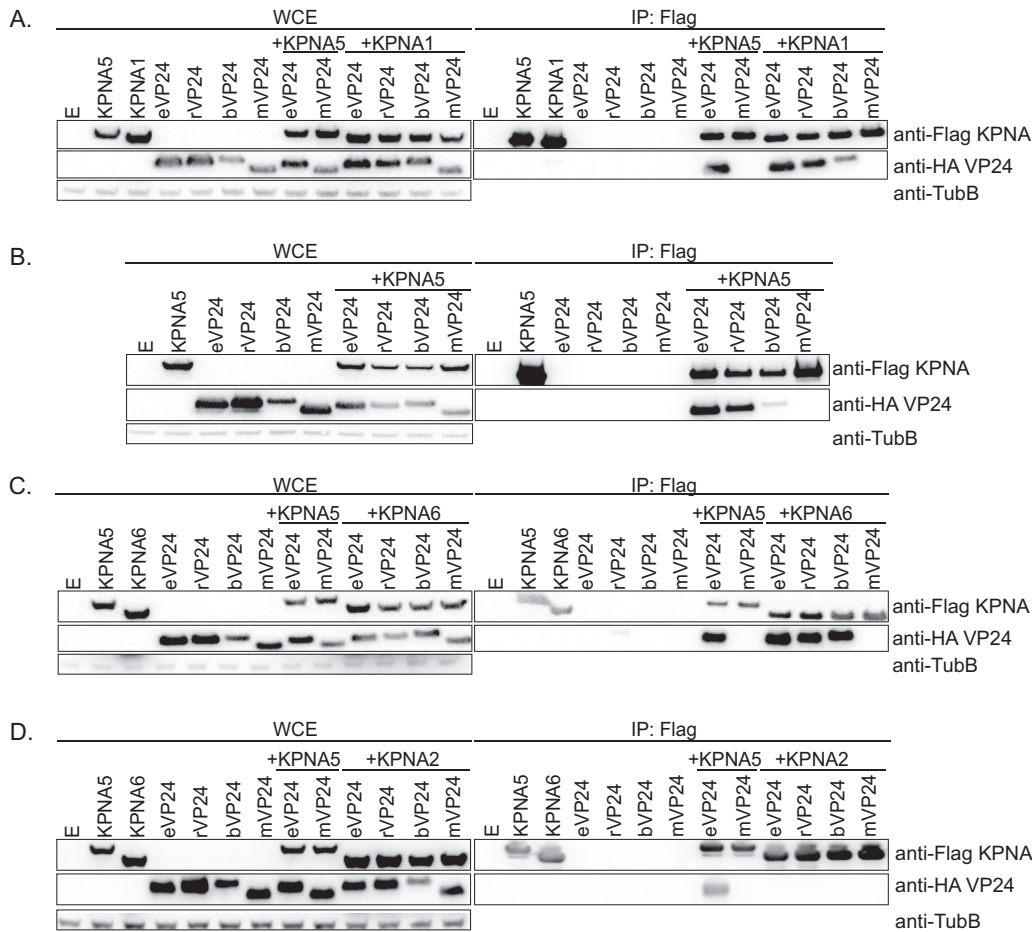 A.
WCE IP: Flag
+KPNA5 +KPNA1 +KPNA5 +KPNA1
E KPNA5 KPNA1 eVP24 rVP24 bVP24 mVP24 eVP24 mVP24 eVP24 rVP24 bVP24 mVP24 E KPNA5 KPNA1 eVP24 rVP24 bVP24 mVP24 eVP24 mVP24 eVP24 rVP24 bVP24 mVP24
anti-Flag KPNA
anti-HA VP24
anti-TubB
B.
WCE IP: Flag
+KPNA5 +KPNA5
E KPNA5 eVP24 rVP24 bVP24 mVP24 eVP24 rVP24 bVP24 mVP24 E KPNA5 eVP24 rVP24 bVP24 mVP24 eVP24 rVP24 bVP24 mVP24
anti-Flag KPNA
anti-HA VP24
anti-TubB
C.
WCE IP: Flag
+KPNA5 +KPNA6 +KPNA5 +KPNA6
E KPNA5 KPNA6 eVP24 rVP24 bVP24 mVP24 eVP24 mVP24 eVP24 rVP24 bVP24 mVP24 E KPNA5 KPNA6 eVP24 rVP24 bVP24 mVP24 eVP24 mVP24 eVP24 rVP24 bVP24 mVP24
anti-Flag KPNA
anti-HA VP24
anti-TubB
D.
WCE IP: Flag
+KPNA5 +KPNA2 +KPNA5 +KPNA2
E KPNA5 KPNA6 eVP24 rVP24 bVP24 mVP24 eVP24 mVP24 eVP24 rVP24 bVP24 mVP24 E KPNA5 KPNA6 eVP24 rVP24 bVP24 mVP24 eVP24 mVP24 eVP24 rVP24 bVP24 mVP24
anti-Flag KPNA
anti-HA VP24
anti-TubB